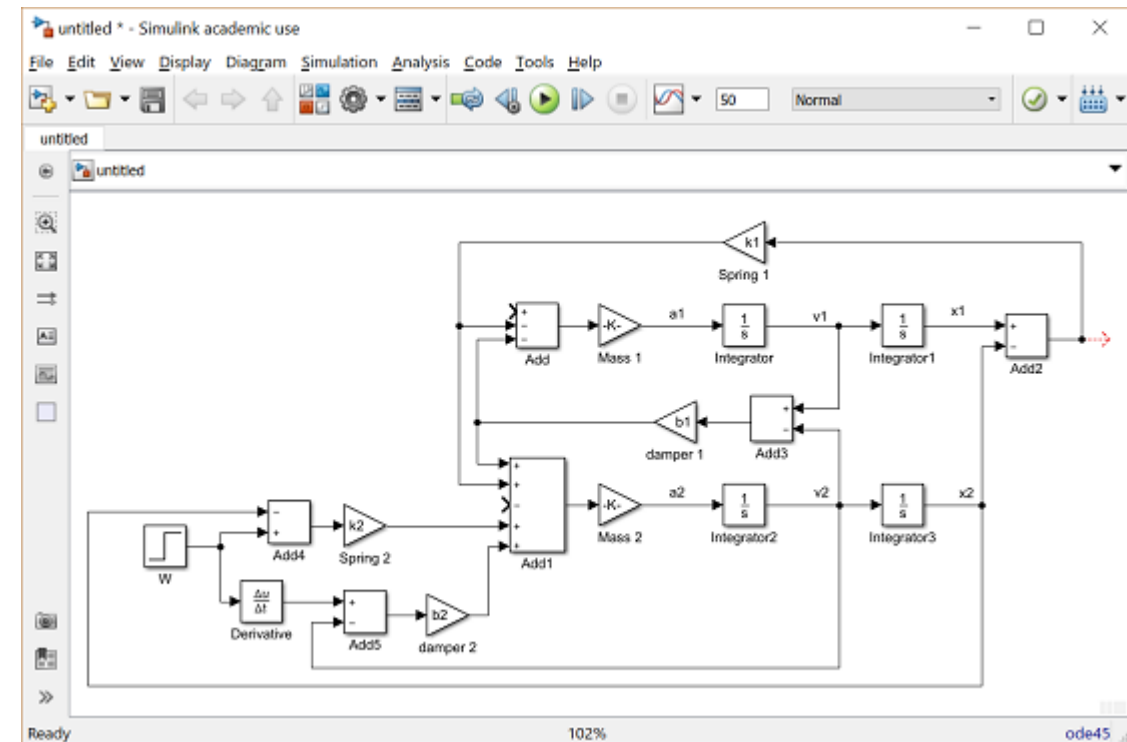 untitled * - Simulink academic use
File Edit View Display Diagram Simulation Analysis Code Tools Help
50 Normal
untitled
untitled
k1
Spring 1
+
-
-
Add
-K-
Mass 1
a1
1
s
Integrator
v1
1
s
Integrator1
x1
+
-
Add2
b1
damper 1
+
-
Add3
+
+
-
+
+
Add1
-K-
Mass 2
a2
1
s
Integrator2
v2
1
s
Integrator3
x2
W
-
+
Add4
k2
Spring 2
Δu
Δt
Derivative
+
-
Add5
b2
damper 2
Ready 102% ode45